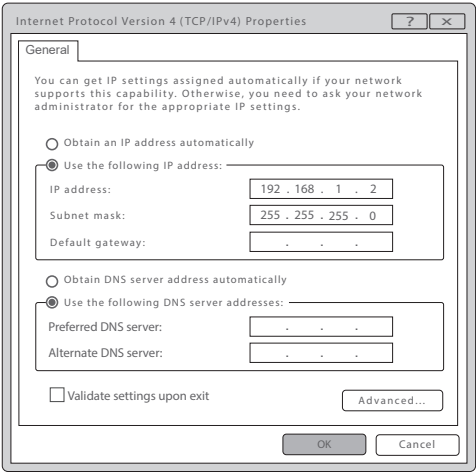 Internet Protocol Version 4 (TCP/IPv4) Properties ? ×
General
You can get IP settings assigned automatically if your network
supports this capability. Otherwise, you need to ask your network
administrator for the appropriate IP settings.
Obtain an IP address automatically
Use the following IP address:
IP address: 192 . 168 . 1 . 2
Subnet mask: 255 . 255 . 255 . 0
Default gateway: . . .
Obtain DNS server address automatically
Use the following DNS server addresses:
Preferred DNS server: . . .
Alternate DNS server: . . .
Validate settings upon exit
Advanced...
OK Cancel